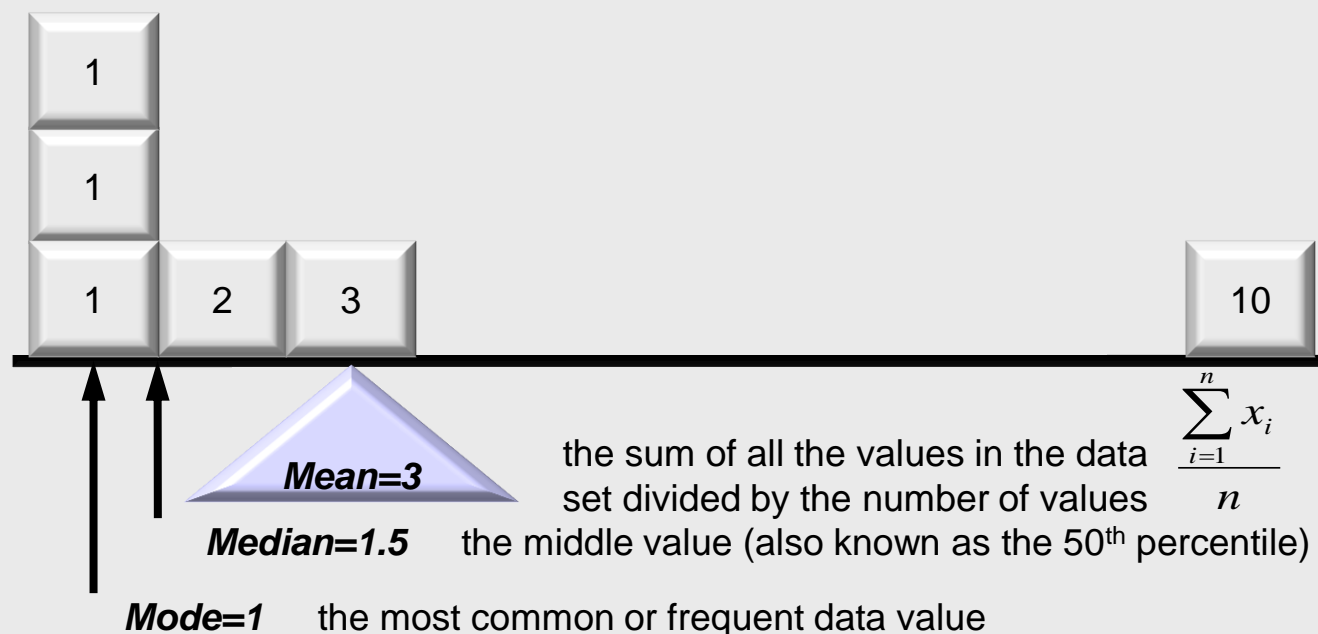 1
1
1 2 3 10
Mean=3 the sum of all the values in the data
set divided by the number of values
\frac{\sum_{i=1}^{n} x_i}{n}
Median=1.5 the middle value (also known as the 50th percentile)
Mode=1 the most common or frequent data value